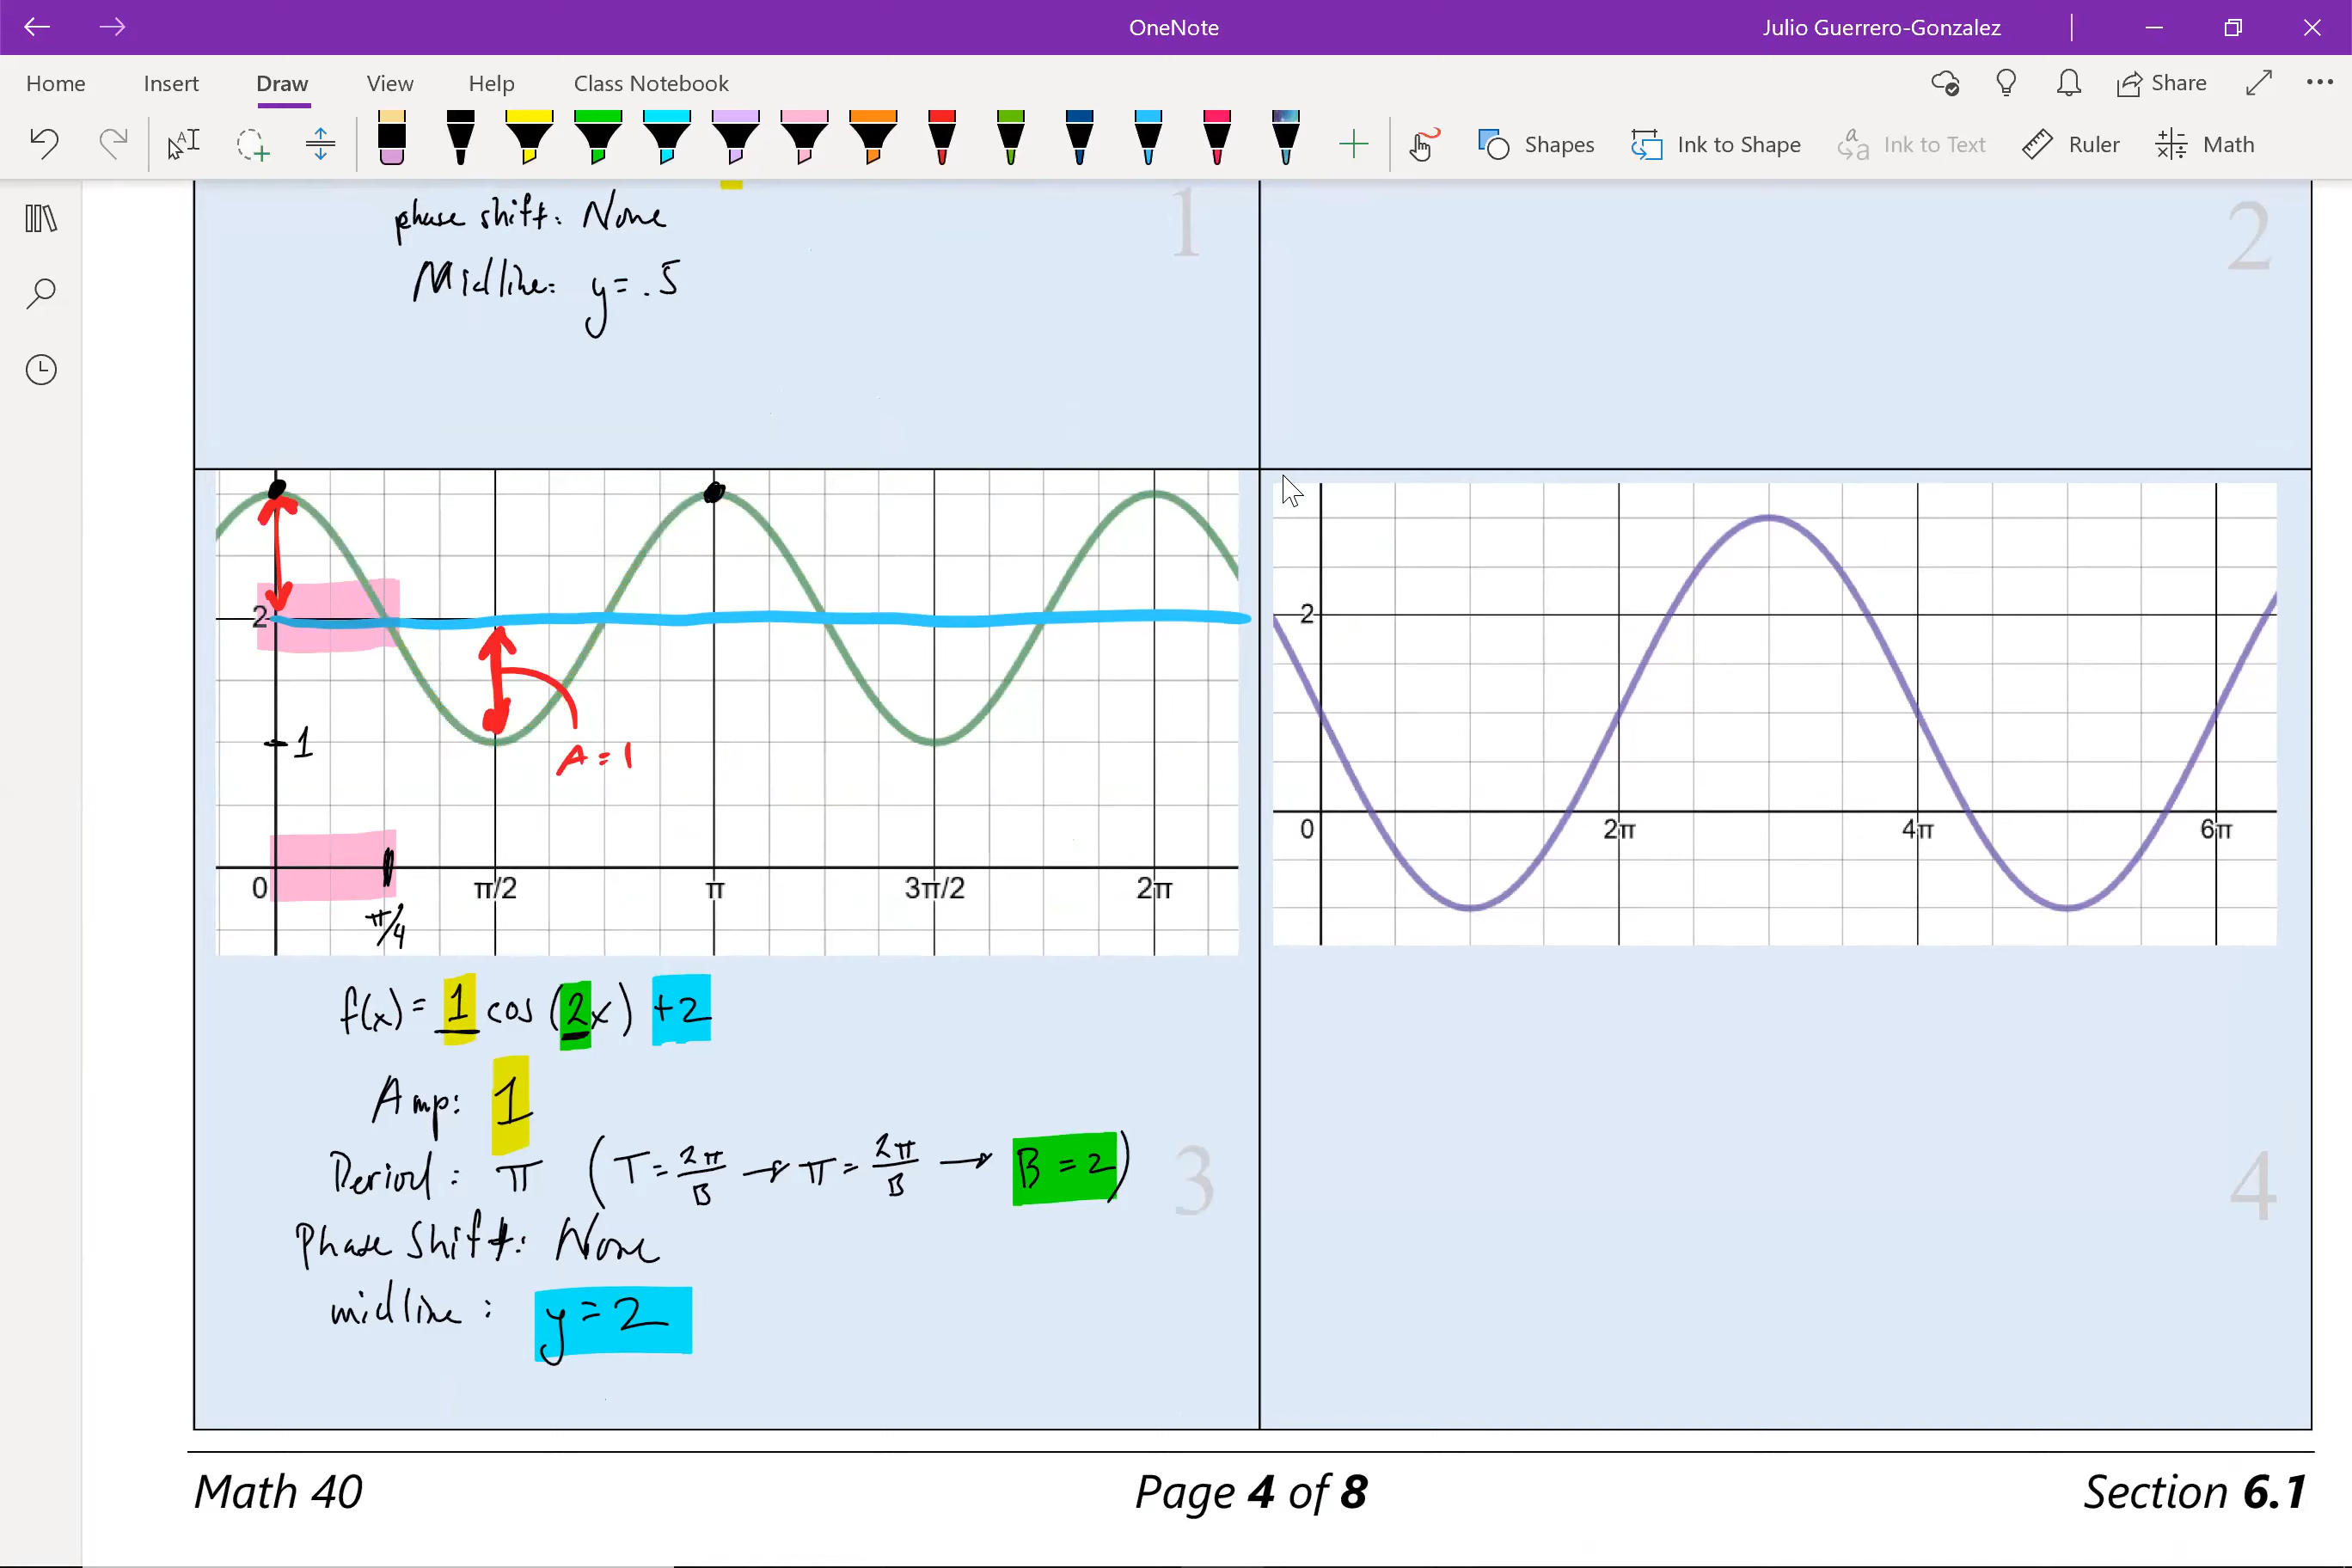 OneNote
Julio Guerrero-Gonzalez
Home Insert Draw View Help Class Notebook
Share
Shapes Ink to Shape Ink to Text Ruler Math
phase shift: None
Midline: y = .5
1
2
2
1
A = 1
0 π/2 π 3π/2 2π
π/4
f(x) = 1 cos (2x) +2
Amp: 1
Period: π (T = 2π/B → π = 2π/B → B = 2)
Phase Shift: None
midline: y = 2
3
2
0 2π 4π 6π
4
Math 40 Page 4 of 8 Section 6.1